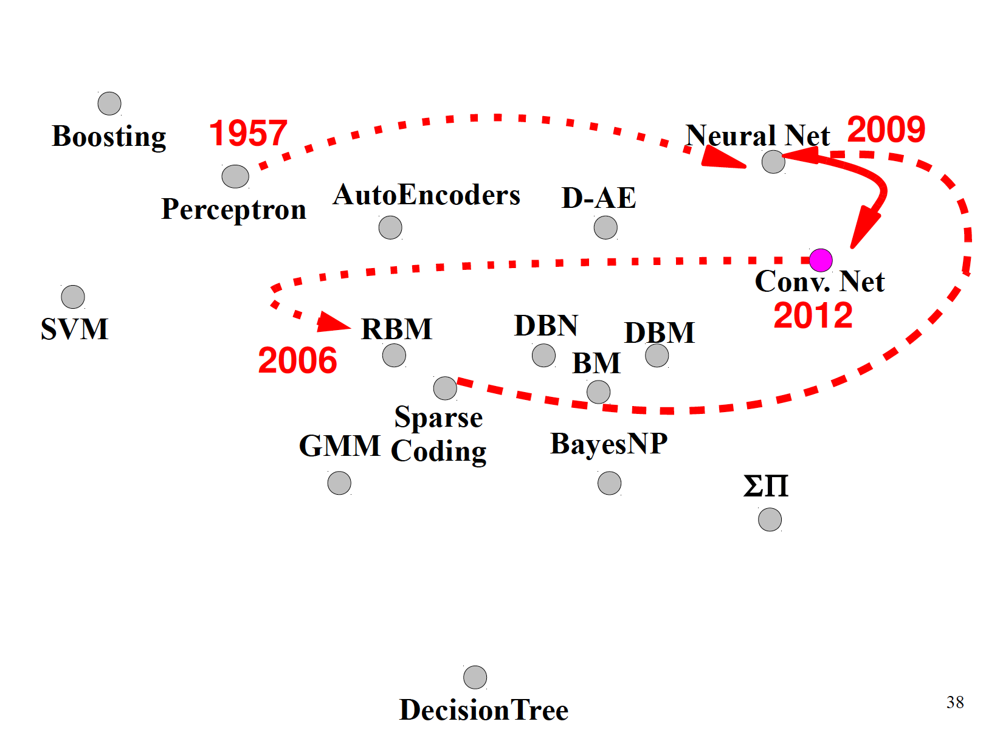 Boosting
1957
Neural Net
2009
Perceptron
AutoEncoders
D-AE
Conv. Net
2012
SVM
RBM
DBN
DBM
2006
BM
Sparse
Coding
GMM
BayesNP
ΣΠ
DecisionTree
38